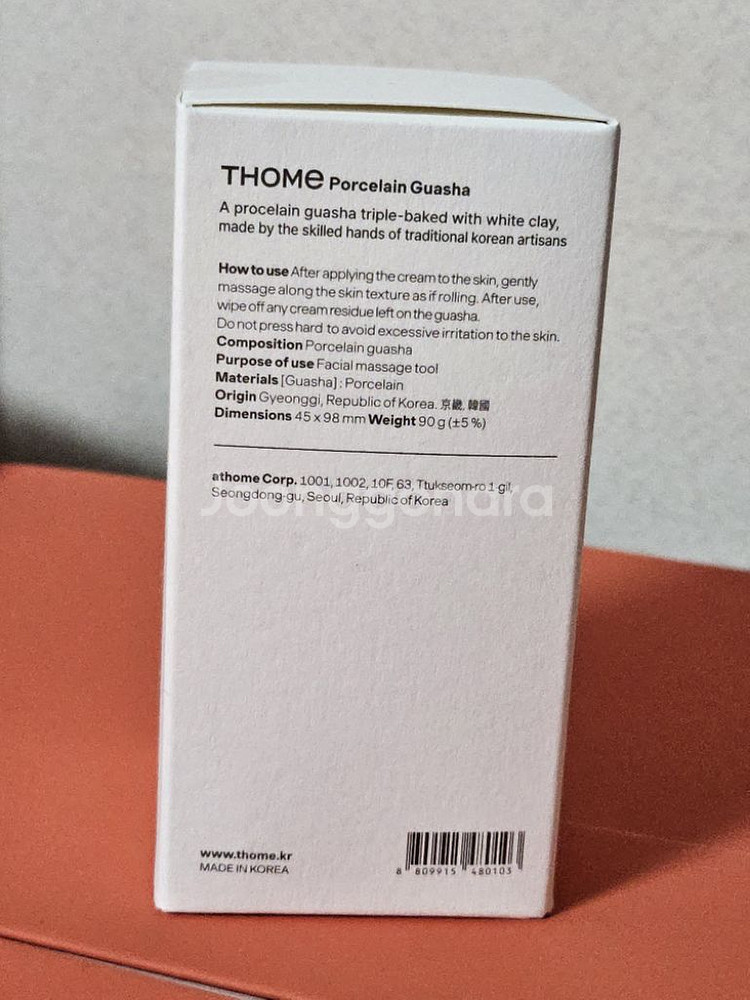 THOMe Porcelain Guasha
A procelain guasha triple-baked with white clay,
made by the skilled hands of traditional korean artisans
How to use After applying the cream to the skin, gently
massage along the skin texture as if rolling. After use,
wipe off any cream residue left on the guasha.
Do not press hard to avoid excessive irritation to the skin.
Composition Porcelain guasha
Purpose of use Facial massage tool
Materials [Guasha] : Porcelain
Origin Gyeonggi, Republic of Korea. 京畿, 韓國
Dimensions 45 x 98 mm Weight 90 g (±5 %)
athome Corp. 1001, 1002, 10F, 63, Ttukseom-ro 1 gil,
Seongdong-gu, Seoul, Republic of Korea
Joonggonara
www.thome.kr
MADE IN KOREA
8 809915 480103